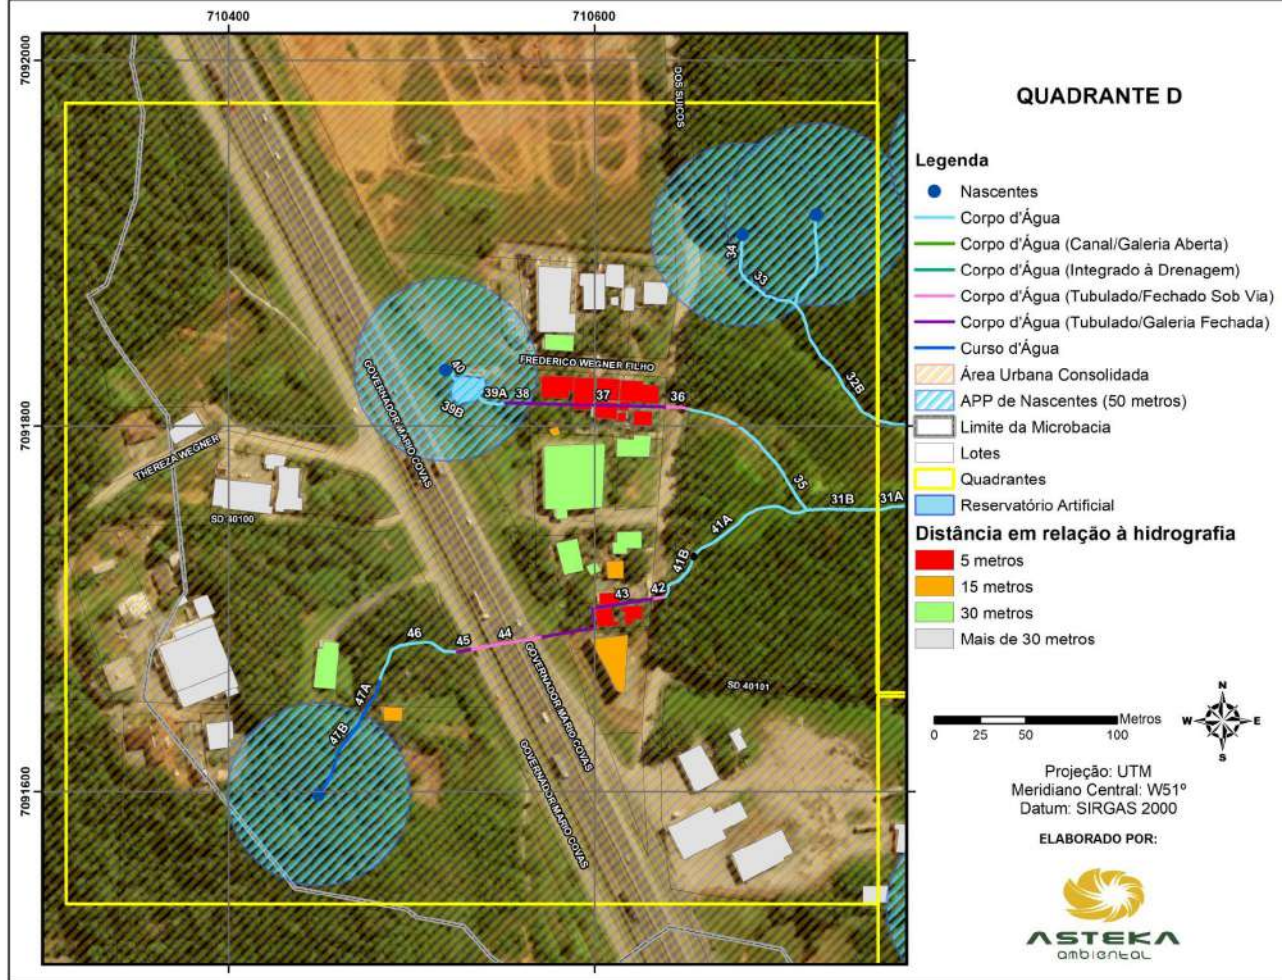 710400
710600
7092000
7091800
7091600
DOS SUICOS
34
33
32B
40
39A
38
39B
37
36
FREDERICO WEGNER FILHO
GOVERNADOR MARIO COVAS
THEREZA WEGNER
SD 40100
35
31B
31A
41A
41B
42
43
44
45
46
47A
47B
GOVERNADOR MARIO COVAS
GOVERNADOR MARIO COVAS
SD 40101
QUADRANTE D
Legenda
Nascentes
Corpo d'Água
Corpo d'Água (Canal/Galeria Aberta)
Corpo d'Água (Integrado à Drenagem)
Corpo d'Água (Tubulado/Fechado Sob Via)
Corpo d'Água (Tubulado/Galeria Fechada)
Curso d'Água
Área Urbana Consolidada
APP de Nascentes (50 metros)
Limite da Microbacia
Lotes
Quadrantes
Reservatório Artificial
Distância em relação à hidrografia
5 metros
15 metros
30 metros
Mais de 30 metros
Metros
0 25 50 100
N
W E
S
Projeção: UTM
Meridiano Central: W51º
Datum: SIRGAS 2000
ELABORADO POR:
ASTEKA
ambiental